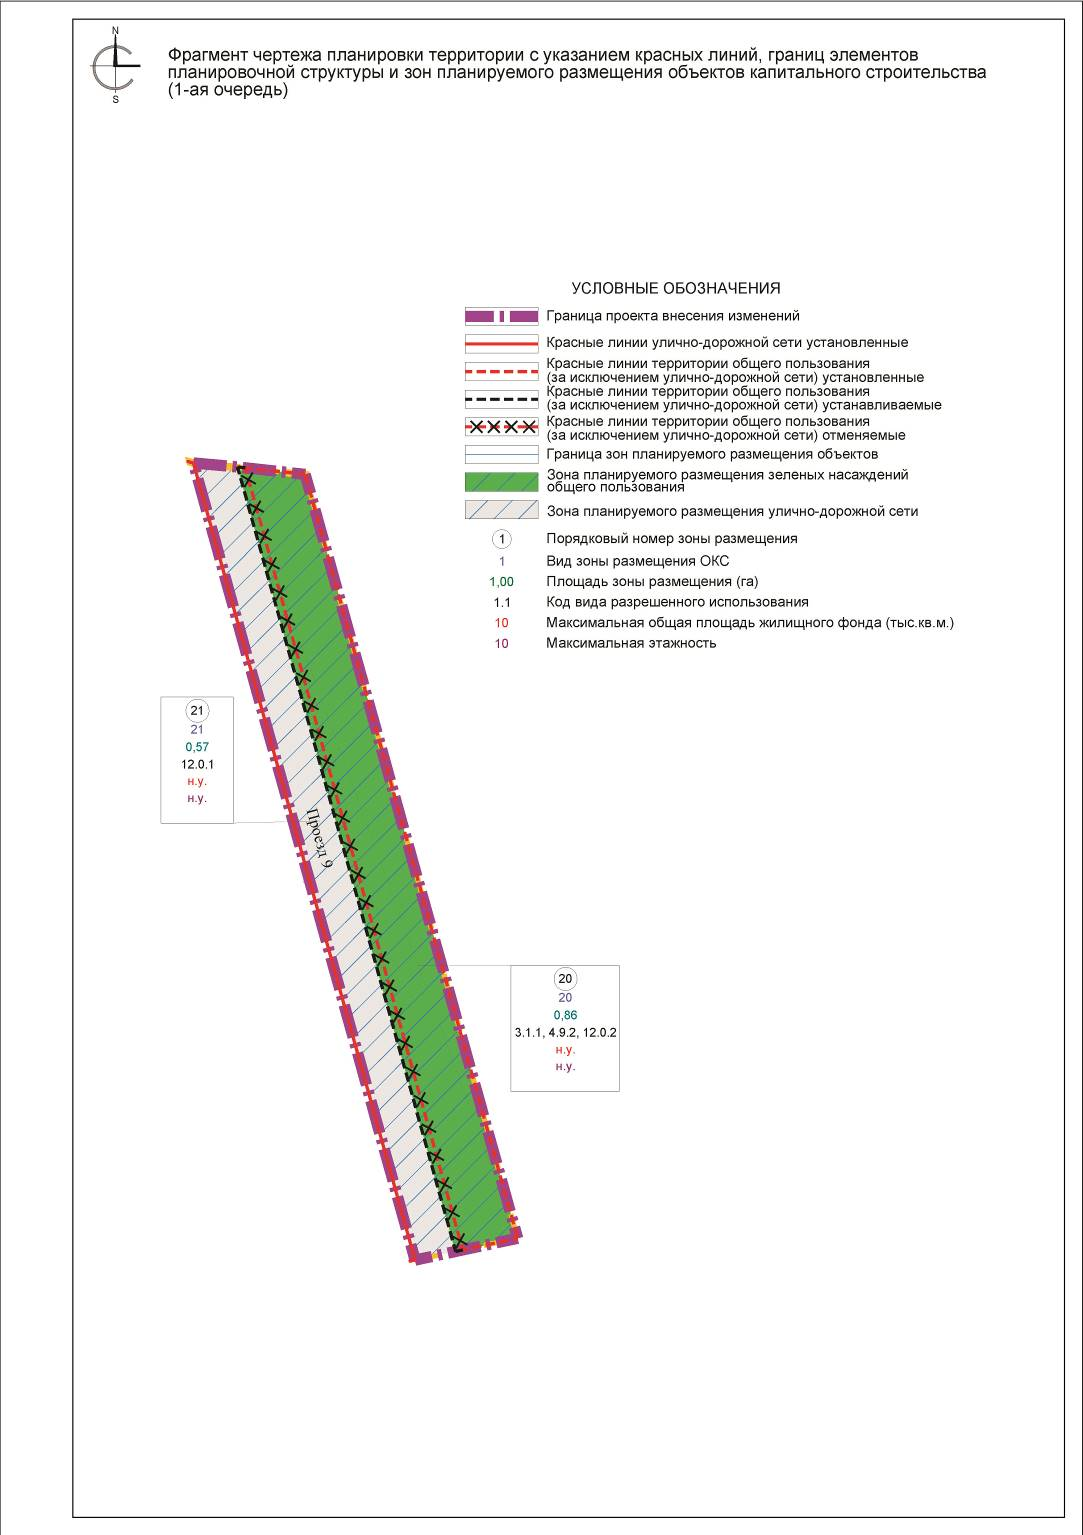 N
S
Фрагмент чертежа планировки территории с указанием красных линий, границ элементов
планировочной структуры и зон планируемого размещения объектов капитального строительства
(1-ая очередь)
УСЛОВНЫЕ ОБОЗНАЧЕНИЯ
Граница проекта внесения изменений
Красные линии улично-дорожной сети установленные
Красные линии территории общего пользования
(за исключением улично-дорожной сети) установленные
Красные линии территории общего пользования
(за исключением улично-дорожной сети) устанавливаемые
Красные линии территории общего пользования
(за исключением улично-дорожной сети) отменяемые
Граница зон планируемого размещения объектов
Зона планируемого размещения зеленых насаждений
общего пользования
Зона планируемого размещения улично-дорожной сети
1 Порядковый номер зоны размещения
1 Вид зоны размещения ОКС
1,00 Площадь зоны размещения (га)
1.1 Код вида разрешенного использования
10 Максимальная общая площадь жилищного фонда (тыс.кв.м.)
10 Максимальная этажность
21
21
0,57
12.0.1
н.у.
н.у.
Проезд 9
20
20
0,86
3.1.1, 4.9.2, 12.0.2
н.у.
н.у.